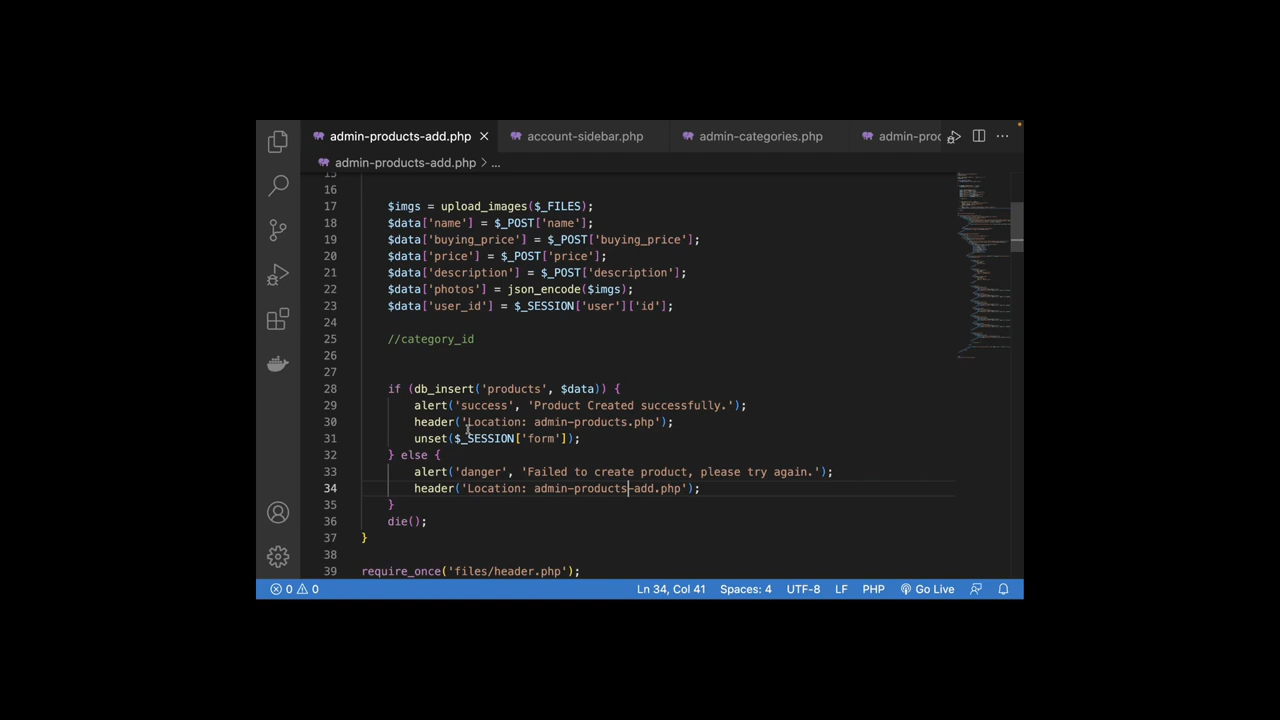 admin-products-add.php account-sidebar.php admin-categories.php admin-proc
admin-products-add.php > ...
15
16
17 $imgs = upload_images($_FILES);
18 $data['name'] = $_POST['name'];
19 $data['buying_price'] = $_POST['buying_price'];
20 $data['price'] = $_POST['price'];
21 $data['description'] = $_POST['description'];
22 $data['photos'] = json_encode($imgs);
23 $data['user_id'] = $_SESSION['user']['id'];
24
25 //category_id
26
27
28 if (db_insert('products', $data)) {
29 alert('success', 'Product Created successfully.');
30 header('Location: admin-products.php');
31 unset($_SESSION['form']);
32 } else {
33 alert('danger', 'Failed to create product, please try again.');
34 header('Location: admin-products-add.php');
35 }
36 die();
37 }
38
39 require_once('files/header.php');
0 0 Ln 34, Col 41 Spaces: 4 UTF-8 LF PHP Go Live